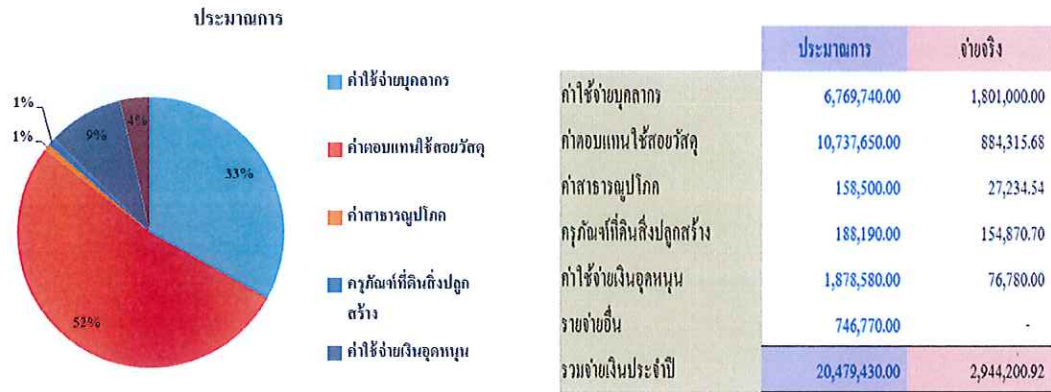 ประมาณการ
1%
1%
9%
4%
33%
52%
ค่าใช้จ่ายบุคลากร
ค่าตอบแทนใช้สอยวัสดุ
ค่าสาธารณูปโภค
ครุภัณฑ์ที่ดินสิ่งปลูก
สร้าง
ค่าใช้จ่ายเงินอุดหนุน
ประมาณการ จ่ายจริง
ค่าใช้จ่ายบุคลากร 6,769,740.00 1,801,000.00
ค่าตอบแทนใช้สอยวัสดุ 10,737,650.00 884,315.68
ค่าสาธารณูปโภค 158,500.00 27,234.54
ครุภัณฑ์ที่ดินสิ่งปลูกสร้าง 188,190.00 154,870.70
ค่าใช้จ่ายเงินอุดหนุน 1,878,580.00 76,780.00
รายจ่ายอื่น 746,770.00 -
รวมจ่ายเงินประจำปี 20,479,430.00 2,944,200.92